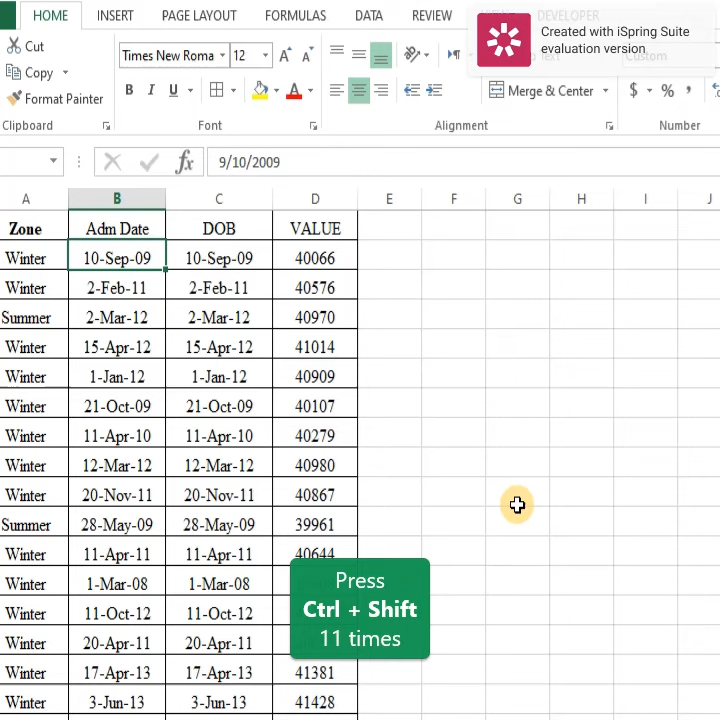 HOME INSERT PAGE LAYOUT FORMULAS DATA REVIEW DEVELOPER
Created with iSpring Suite
evaluation version
Cut
Copy
Format Painter
Times New Roma 12
B I U A
Merge & Center
Custom
$ % ,
Clipboard Font Alignment Number
fx 9/10/2009
A B C D E F G H I J
Zone Adm Date DOB VALUE
Winter 10-Sep-09 10-Sep-09 40066
Winter 2-Feb-11 2-Feb-11 40576
Summer 2-Mar-12 2-Mar-12 40970
Winter 15-Apr-12 15-Apr-12 41014
Winter 1-Jan-12 1-Jan-12 40909
Winter 21-Oct-09 21-Oct-09 40107
Winter 11-Apr-10 11-Apr-10 40279
Winter 12-Mar-12 12-Mar-12 40980
Winter 20-Nov-11 20-Nov-11 40867
Summer 28-May-09 28-May-09 39961
Winter 11-Apr-11 11-Apr-11 40644
Winter 1-Mar-08 1-Mar-08
Winter 11-Oct-12 11-Oct-12
Winter 20-Apr-11 20-Apr-11
Winter 17-Apr-13 17-Apr-13 41381
Winter 3-Jun-13 3-Jun-13 41428
Press
Ctrl + Shift
11 times